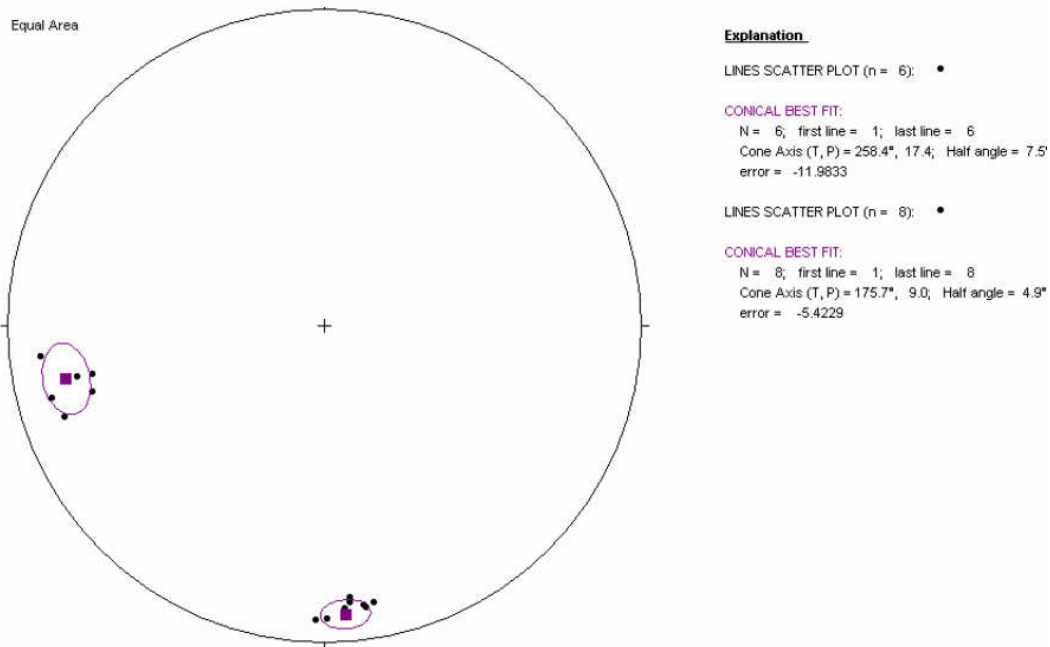 Equal Area
Explanation
LINES SCATTER PLOT (n = 6): •
CONICAL BEST FIT:
N = 6; first line = 1; last line = 6
Cone Axis (T, P) = 258.4°, 17.4; Half angle = 7.5°
error = -11.9833
LINES SCATTER PLOT (n = 8): •
CONICAL BEST FIT:
N = 8; first line = 1; last line = 8
Cone Axis (T, P) = 175.7°, 9.0; Half angle = 4.9°
error = -5.4229